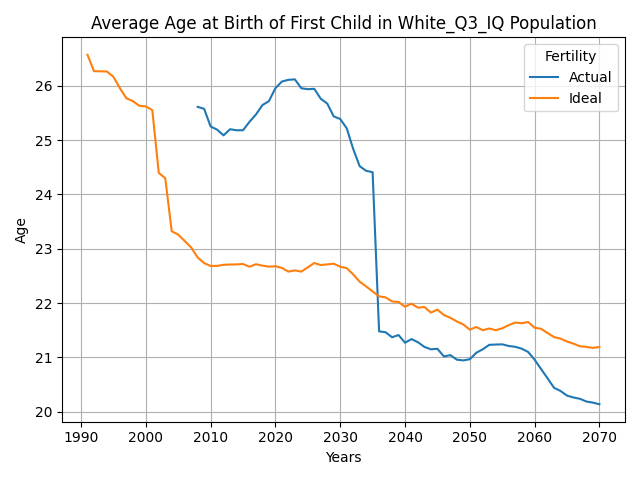 Average Age at Birth of First Child in White_Q3_IQ Population
Fertility
Actual
Ideal
Age
26
25
24
23
22
21
20
1990
2000
2010
2020
2030
2040
2050
2060
2070
Years